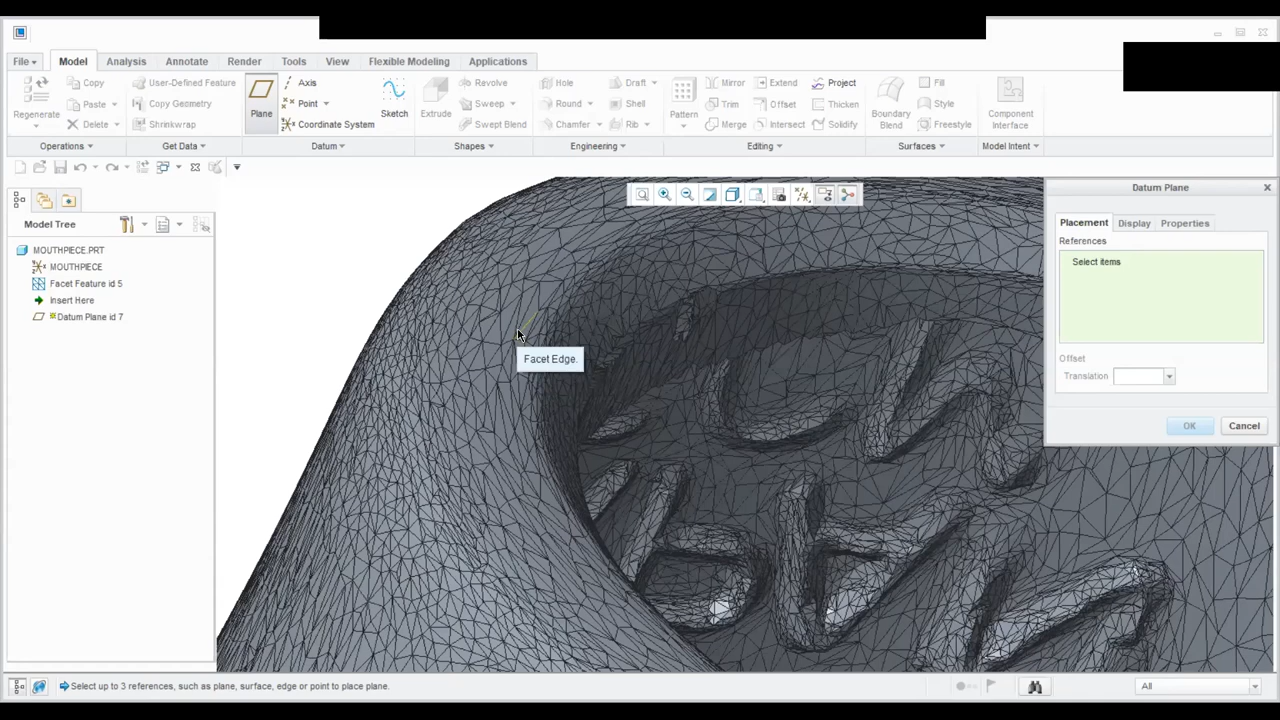 File Model Analysis Annotate Render Tools View Flexible Modeling Applications
Copy User-Defined Feature Axis Revolve Hole Draft Mirror Extend Project Fill
Paste Copy Geometry Point Sweep Round Shell Trim Offset Thicken Style
Regenerate Plane Sketch Extrude Pattern Boundary Blend Component Interface
Delete Shrinkwrap Coordinate System Swept Blend Chamfer Rib Merge Intersect Solidify Freestyle
Operations Get Data Datum Shapes Engineering Editing Surfaces Model Intent
Datum Plane
Model Tree
Placement Display Properties
References
MOUTHPIECE.PRT
Select items
MOUTHPIECE
Facet Feature id 5
Insert Here
Datum Plane id 7
Facet Edge.
Offset
Translation
OK Cancel
Select up to 3 references, such as plane, surface, edge or point to place plane.
All